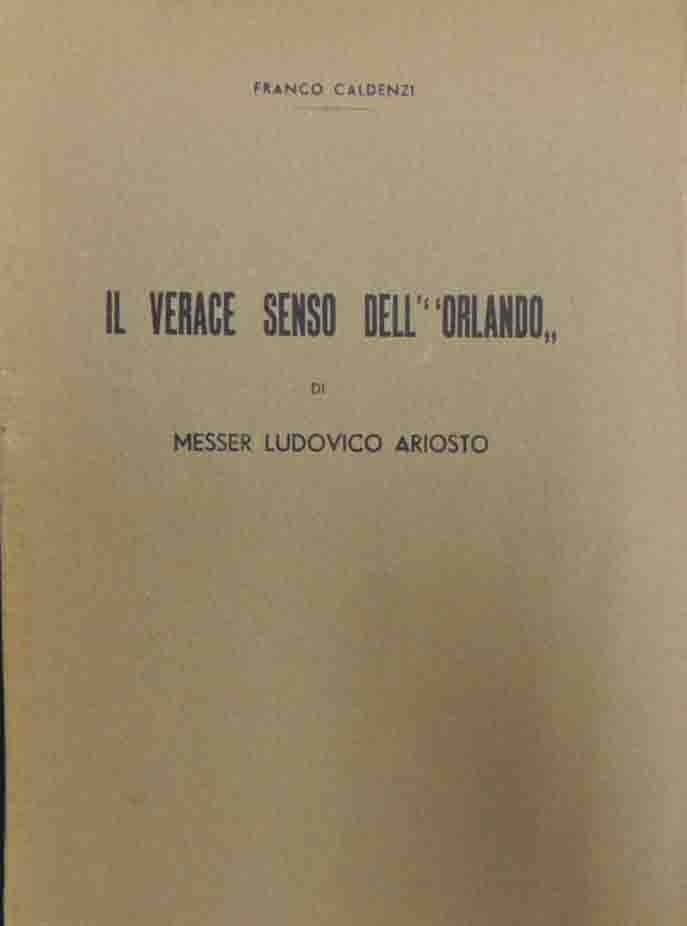 FRANCO CALDENZI
IL VERACE SENSO DELL'“ORLANDO„
DI
MESSER LUDOVICO ARIOSTO